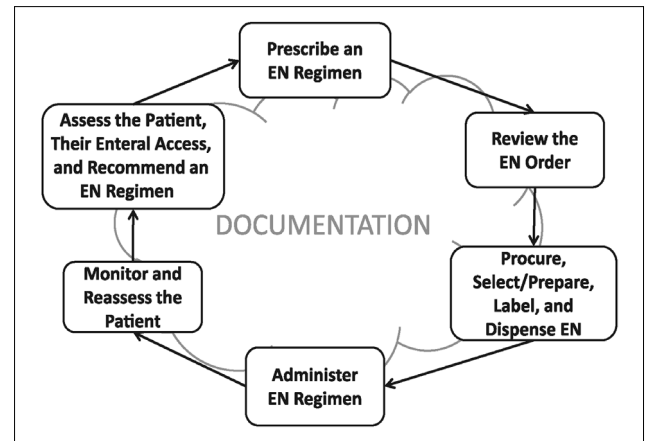 Prescribe an
EN Regimen
Review the
EN Order
Procure,
Select/Prepare,
Label, and
Dispense EN
Administer
EN Regimen
Monitor and
Reassess the
Patient
Assess the Patient,
Their Enteral Access,
and Recommend an
EN Regimen
DOCUMENTATION